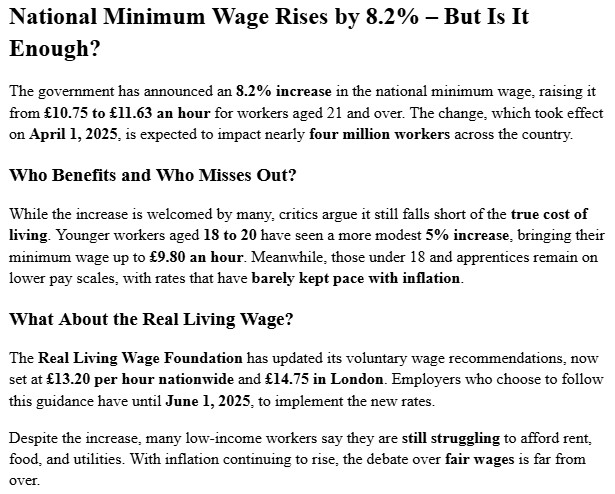 National Minimum Wage Rises by 8.2% – But Is It
Enough?
The government has announced an 8.2% increase in the national minimum wage, raising it
from £10.75 to £11.63 an hour for workers aged 21 and over. The change, which took effect
on April 1, 2025, is expected to impact nearly four million workers across the country.
Who Benefits and Who Misses Out?
While the increase is welcomed by many, critics argue it still falls short of the true cost of
living. Younger workers aged 18 to 20 have seen a more modest 5% increase, bringing their
minimum wage up to £9.80 an hour. Meanwhile, those under 18 and apprentices remain on
lower pay scales, with rates that have barely kept pace with inflation.
What About the Real Living Wage?
The Real Living Wage Foundation has updated its voluntary wage recommendations, now
set at £13.20 per hour nationwide and £14.75 in London. Employers who choose to follow
this guidance have until June 1, 2025, to implement the new rates.
Despite the increase, many low-income workers say they are still struggling to afford rent,
food, and utilities. With inflation continuing to rise, the debate over fair wages is far from
over.